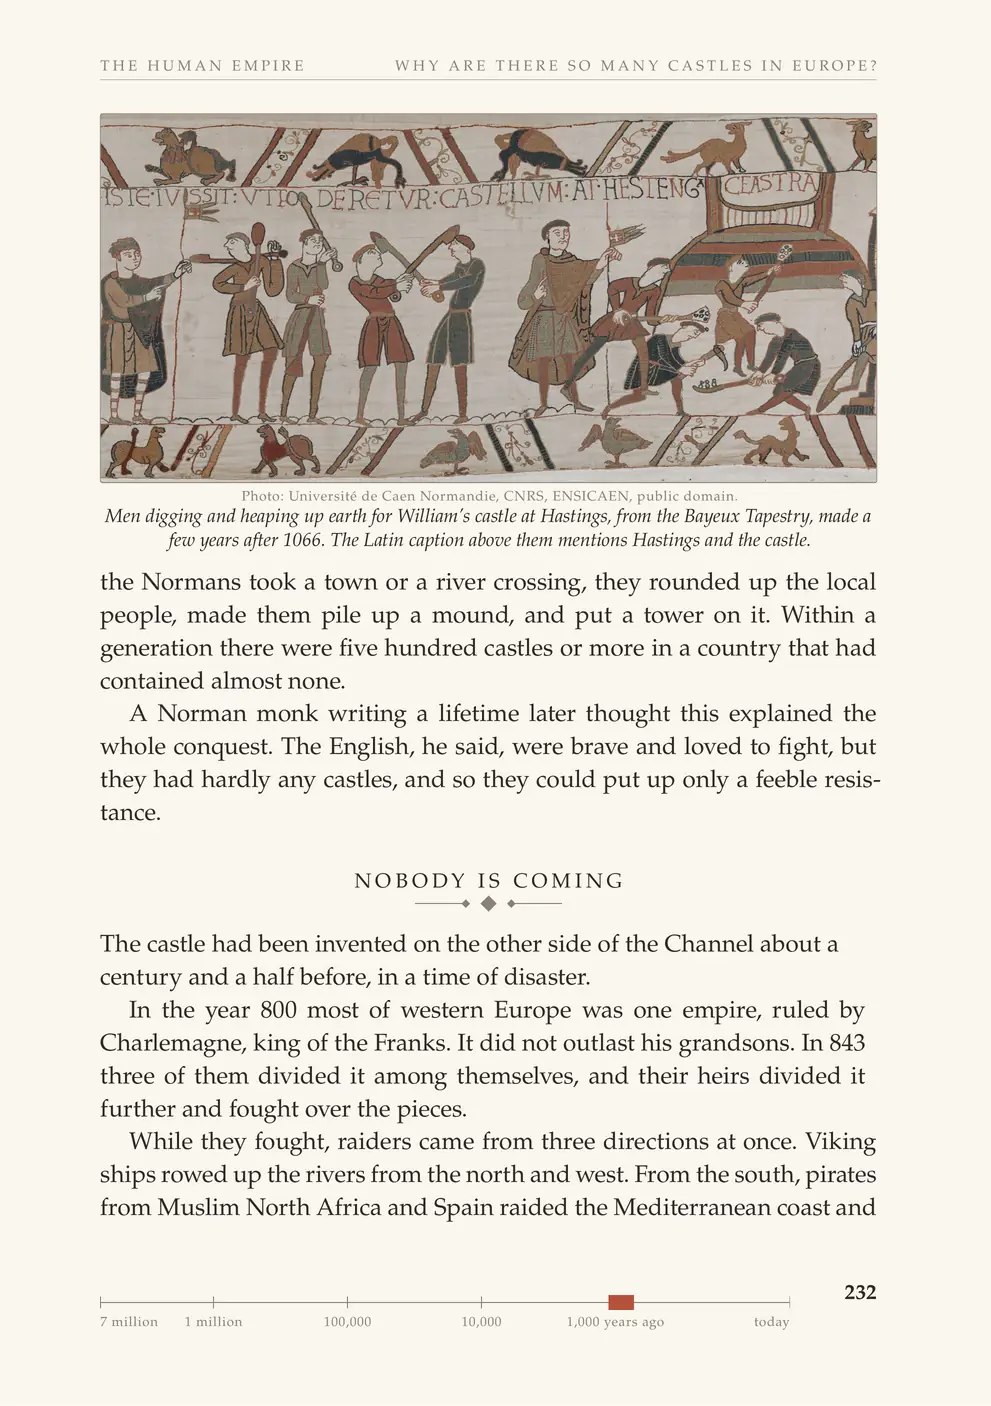 THE HUMAN EMPIRE
WHY ARE THERE SO MANY CASTLES IN EUROPE?
ISTE·IVSSIT:·VTFO DERETVR:·CASTELLVM·AT·HESTENG CEASTRA
Photo: Université de Caen Normandie, CNRS, ENSICAEN, public domain.
Men digging and heaping up earth for William’s castle at Hastings, from the Bayeux Tapestry, made a
few years after 1066. The Latin caption above them mentions Hastings and the castle.
the Normans took a town or a river crossing, they rounded up the local
people, made them pile up a mound, and put a tower on it. Within a
generation there were five hundred castles or more in a country that had
contained almost none.
A Norman monk writing a lifetime later thought this explained the
whole conquest. The English, he said, were brave and loved to fight, but
they had hardly any castles, and so they could put up only a feeble resis-
tance.
NOBODY IS COMING
The castle had been invented on the other side of the Channel about a
century and a half before, in a time of disaster.
In the year 800 most of western Europe was one empire, ruled by
Charlemagne, king of the Franks. It did not outlast his grandsons. In 843
three of them divided it among themselves, and their heirs divided it
further and fought over the pieces.
While they fought, raiders came from three directions at once. Viking
ships rowed up the rivers from the north and west. From the south, pirates
from Muslim North Africa and Spain raided the Mediterranean coast and
232
7 million 1 million 100,000 10,000 1,000 years ago today